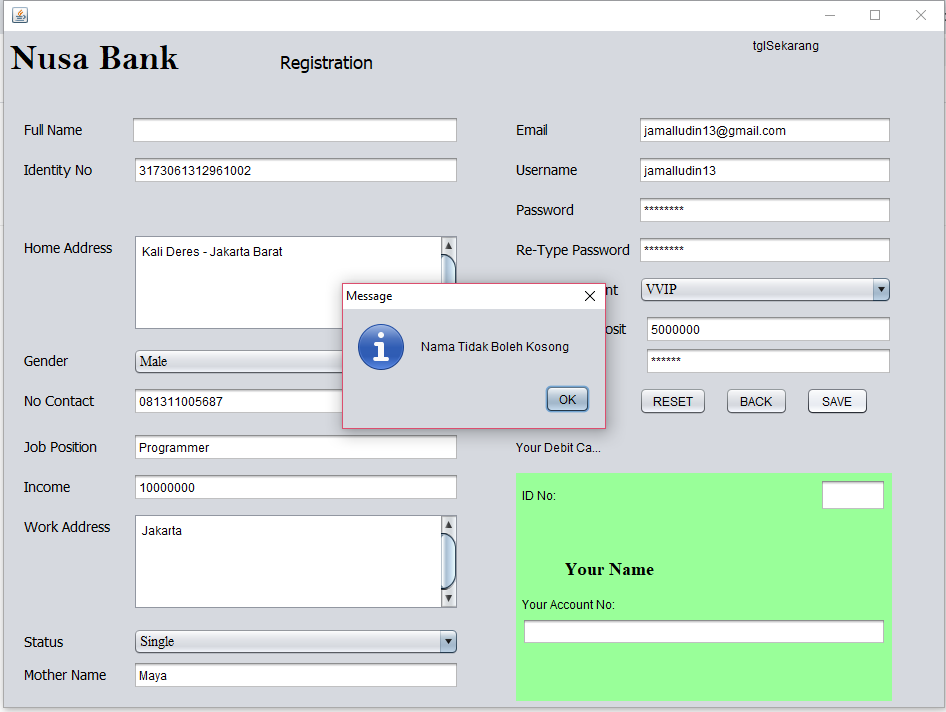 tglSekarang
Nusa Bank
Registration
Full Name
Identity No
3173061312961002
Home Address
Kali Deres - Jakarta Barat
Gender
Male
No Contact
081311005687
Job Position
Programmer
Income
10000000
Work Address
Jakarta
Status
Single
Mother Name
Maya
Email
jamalludin13@gmail.com
Username
jamalludin13
Password
********
Re-Type Password
********
nt
VVIP
osit
5000000
******
RESET
BACK
SAVE
Message
Nama Tidak Boleh Kosong
OK
Your Debit Ca...
ID No:
Your Name
Your Account No: